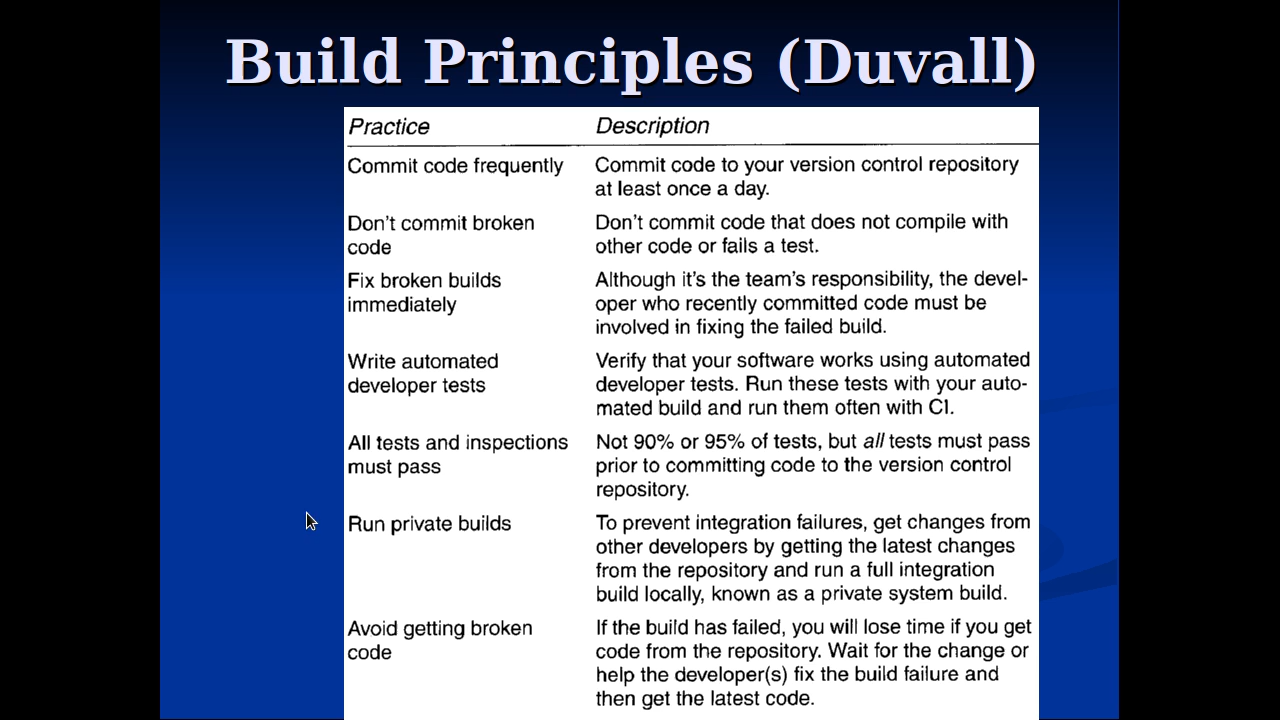 Build Principles (Duvall)
Practice Description
Commit code frequently Commit code to your version control repository
at least once a day.
Don't commit broken Don't commit code that does not compile with
code other code or fails a test.
Fix broken builds Although it's the team's responsibility, the devel-
immediately oper who recently committed code must be
involved in fixing the failed build.
Write automated Verify that your software works using automated
developer tests developer tests. Run these tests with your auto-
mated build and run them often with CI.
All tests and inspections Not 90% or 95% of tests, but all tests must pass
must pass prior to committing code to the version control
repository.
Run private builds To prevent integration failures, get changes from
other developers by getting the latest changes
from the repository and run a full integration
build locally, known as a private system build.
Avoid getting broken If the build has failed, you will lose time if you get
code code from the repository. Wait for the change or
help the developer(s) fix the build failure and
then get the latest code.